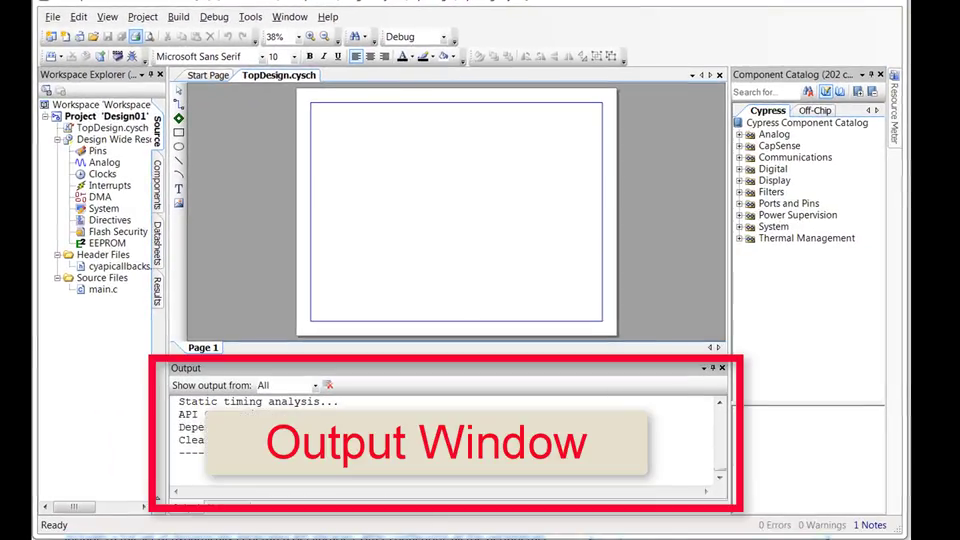 File Edit View Project Build Debug Tools Window Help
38% Debug
Microsoft Sans Serif 10 B I U
Workspace Explorer (...
Workspace 'Workspace
Project 'Design01'
TopDesign.cysch
Design Wide Reso
Pins
Analog
Clocks
Interrupts
DMA
System
Directives
Flash Security
EEPROM
Header Files
cyapicallbacks.
Source Files
main.c
Source
Components
Datasheets
Results
Start Page TopDesign.cysch
T
Page 1
Component Catalog (202 c...
Search for...
Cypress Off-Chip
Cypress Component Catalog
Analog
CapSense
Communications
Digital
Display
Filters
Ports and Pins
Power Supervision
System
Thermal Management
Resource Meter
Output
Show output from: All
Static timing analysis...
API
Depe
Clea
----
Output Window
Ready 0 Errors 0 Warnings 1 Notes